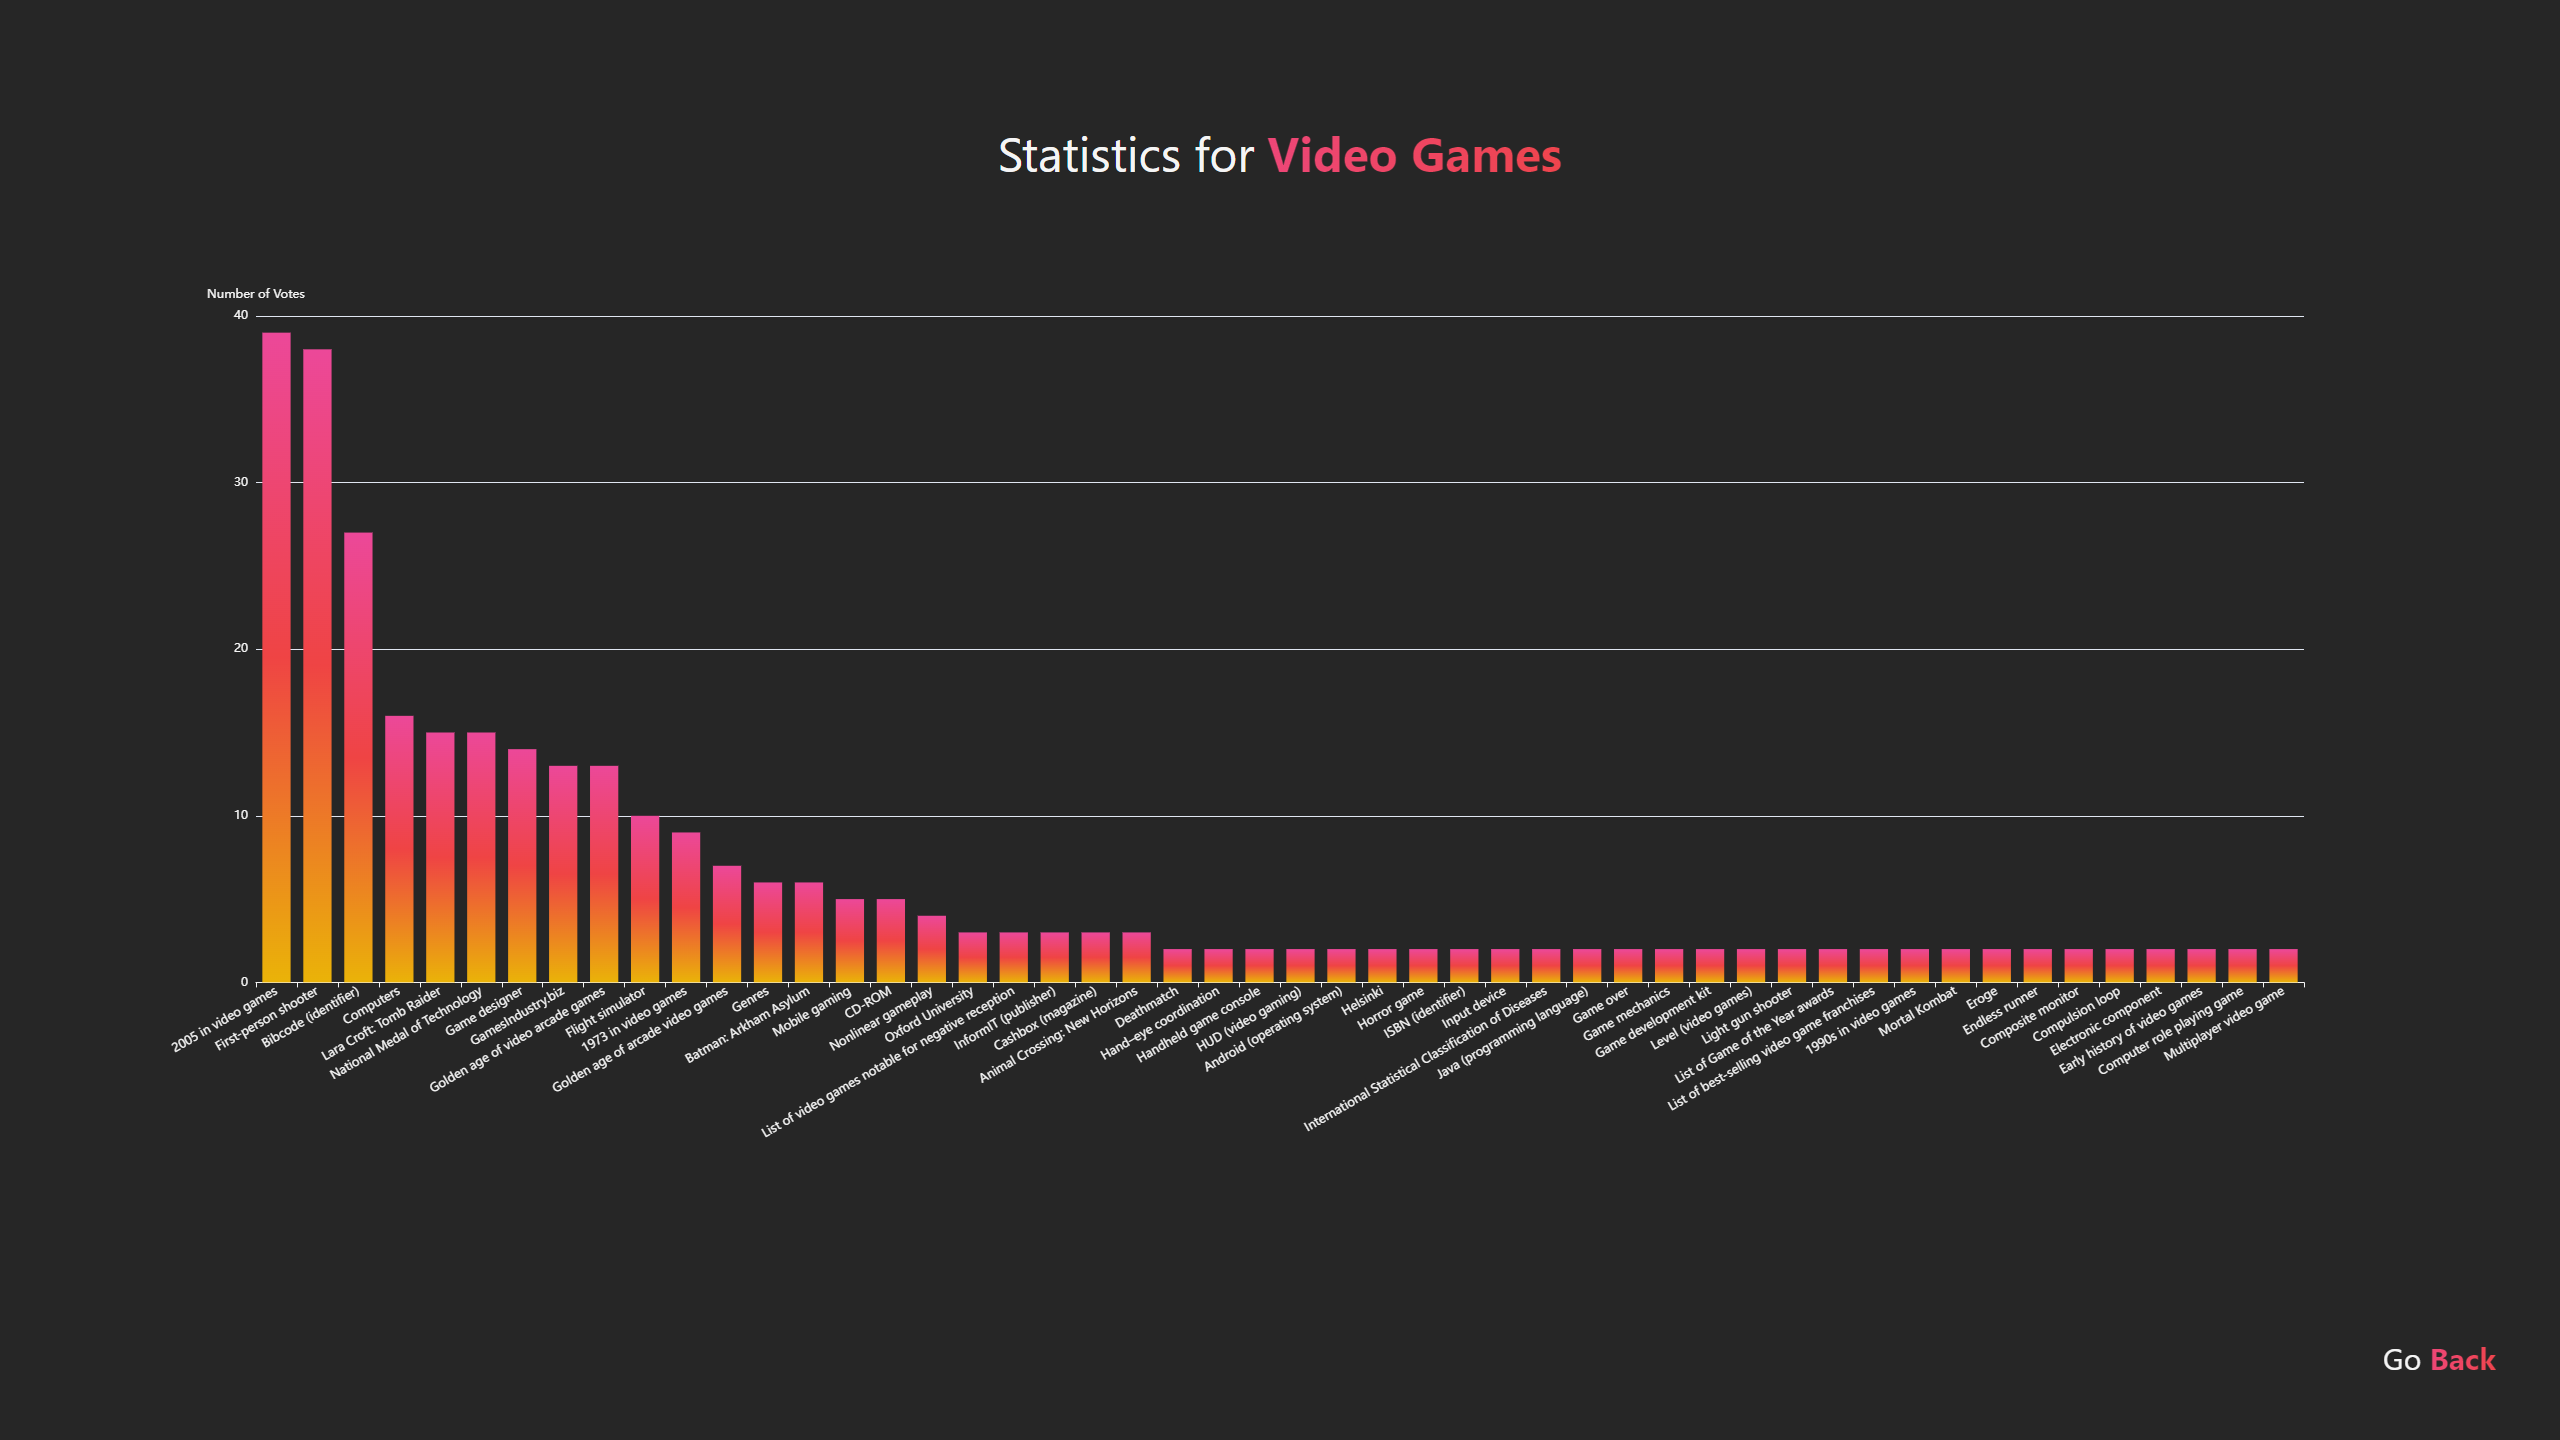 Statistics for Video Games
Number of Votes
40
30
20
10
0
2005 in video games
First-person shooter
Bibcode (identifier)
Computers
Lara Croft: Tomb Raider
National Medal of Technology
Game designer
GamesIndustry.biz
Golden age of video arcade games
Flight simulator
1973 in video games
Golden age of arcade video games
Genres
Batman: Arkham Asylum
Mobile gaming
CD-ROM
Nonlinear gameplay
Oxford University
List of video games notable for negative reception
InformIT (publisher)
Cashbox (magazine)
Animal Crossing: New Horizons
Deathmatch
Hand–eye coordination
Handheld game console
HUD (video gaming)
Android (operating system)
Helsinki
Horror game
ISBN (identifier)
Input device
International Statistical Classification of Diseases
Java (programming language)
Game over
Game mechanics
Game development kit
Level (video games)
Light gun shooter
List of Game of the Year awards
List of best-selling video game franchises
1990s in video games
Mortal Kombat
Eroge
Endless runner
Composite monitor
Compulsion loop
Electronic component
Early history of video games
Computer role playing game
Multiplayer video game
Go Back